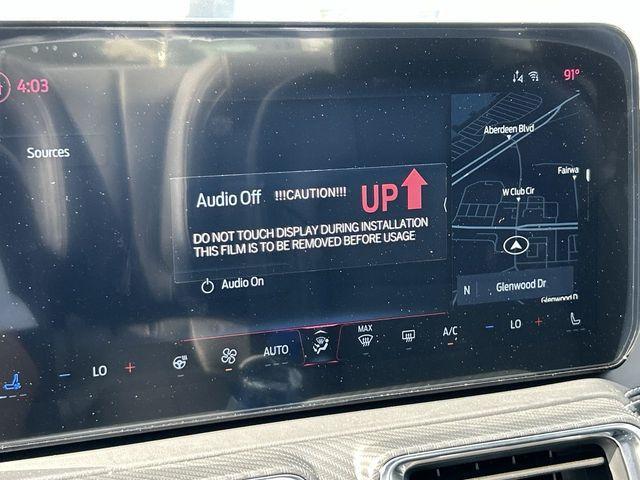 4:03
91°
Sources
Aberdeen Blvd
Fairwa
W Club Cir
Audio Off
!!!CAUTION!!!
UP
DO NOT TOUCH DISPLAY DURING INSTALLATION
THIS FILM IS TO BE REMOVED BEFORE USAGE
Audio On
N Glenwood Dr
Glenwood D
LO
AUTO
MAX
A/C
LO